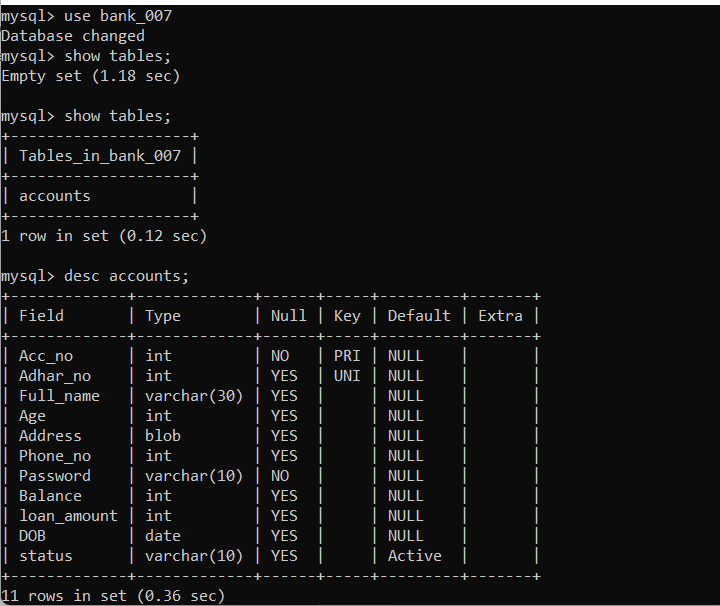 mysql> use bank_007
Database changed
mysql> show tables;
Empty set (1.18 sec)

mysql> show tables;
+--------------------+
| Tables_in_bank_007 |
+--------------------+
| accounts           |
+--------------------+
1 row in set (0.12 sec)

mysql> desc accounts;
+-------------+-------------+------+-----+---------+-------+
| Field       | Type        | Null | Key | Default | Extra |
+-------------+-------------+------+-----+---------+-------+
| Acc_no      | int         | NO   | PRI | NULL    |       |
| Adhar_no    | int         | YES  | UNI | NULL    |       |
| Full_name   | varchar(30) | YES  |     | NULL    |       |
| Age         | int         | YES  |     | NULL    |       |
| Address     | blob        | YES  |     | NULL    |       |
| Phone_no    | int         | YES  |     | NULL    |       |
| Password    | varchar(10) | NO   |     | NULL    |       |
| Balance     | int         | YES  |     | NULL    |       |
| loan_amount | int         | YES  |     | NULL    |       |
| DOB         | date        | YES  |     | NULL    |       |
| status      | varchar(10) | YES  |     | Active  |       |
+-------------+-------------+------+-----+---------+-------+
11 rows in set (0.36 sec)